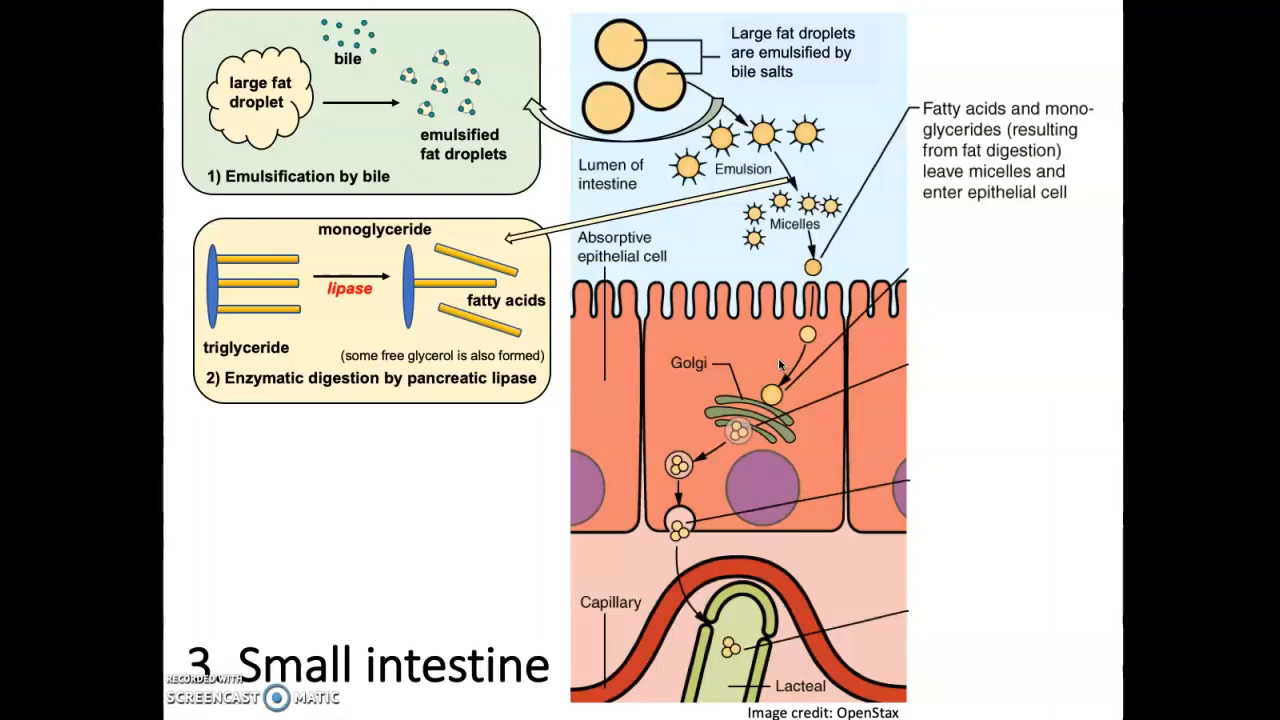 bile
large fat
droplet
emulsified
fat droplets
1) Emulsification by bile
monoglyceride
lipase
fatty acids
triglyceride
(some free glycerol is also formed)
2) Enzymatic digestion by pancreatic lipase
Large fat droplets
are emulsified by
bile salts
Lumen of
intestine
Emulsion
Micelles
Absorptive
epithelial cell
Fatty acids and mono-
glycerides (resulting
from fat digestion)
leave micelles and
enter epithelial cell
Golgi
Capillary
Lacteal
3. Small intestine
RECORDED WITH
SCREENCAST MATIC
Image credit: OpenStax